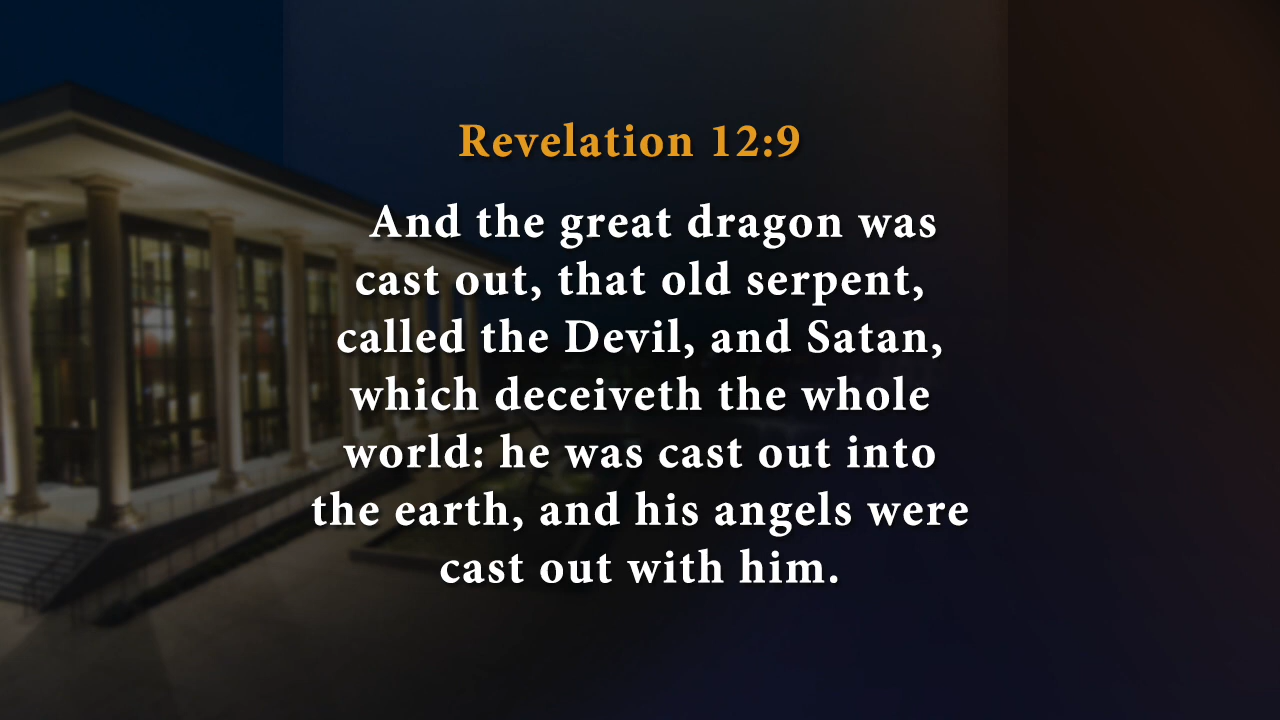 Revelation 12:9
And the great dragon was
cast out, that old serpent,
called the Devil, and Satan,
which deceiveth the whole
world: he was cast out into
the earth, and his angels were
cast out with him.